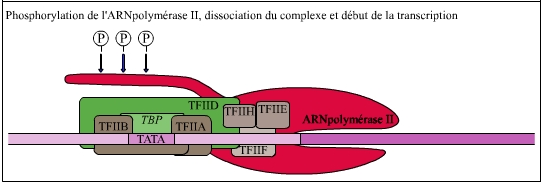 Phosphorylation de l'ARNpolymérase II, dissociation du complexe et début de la transcription
P P P
TFIID
TFIIH TFIIE
TBP
TFIIB TFIIA
ARNpolymérase II
TATA
TFIIF